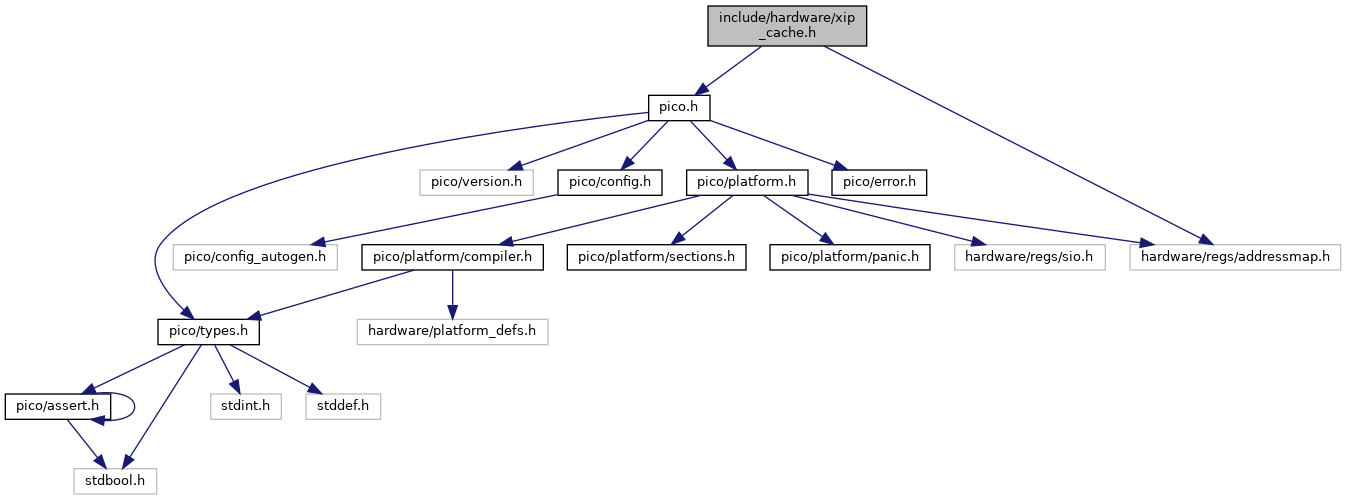 include/hardware/xip
_cache.h
pico.h
pico/version.h
pico/config.h
pico/platform.h
pico/error.h
pico/config_autogen.h
pico/platform/compiler.h
pico/platform/sections.h
pico/platform/panic.h
hardware/regs/sio.h
hardware/regs/addressmap.h
pico/types.h
hardware/platform_defs.h
pico/assert.h
stdint.h
stddef.h
stdbool.h